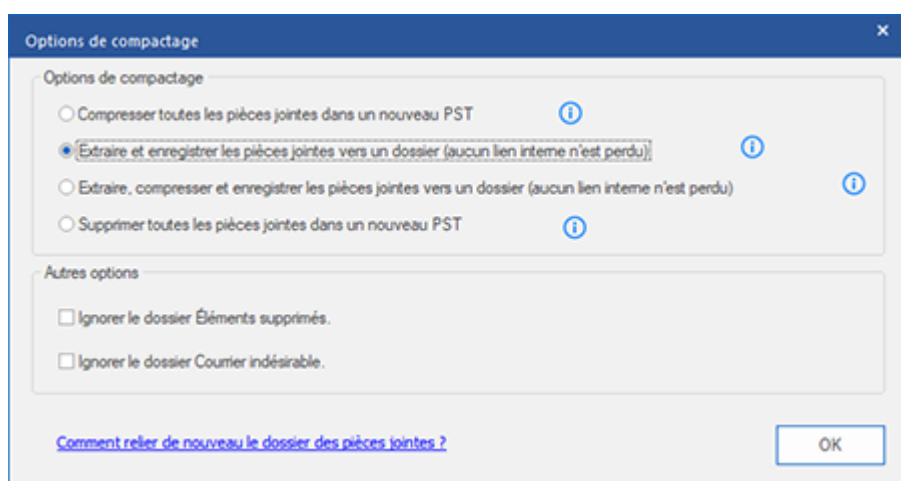 Options de compactage
Options de compactage
Compresser toutes les pièces jointes dans un nouveau PST
Extraire et enregistrer les pièces jointes vers un dossier (aucun lien interne n'est perdu)
Extraire, compresser et enregistrer les pièces jointes vers un dossier (aucun lien interne n'est perdu)
Supprimer toutes les pièces jointes dans un nouveau PST
Autres options
Ignorer le dossier Éléments supprimés.
Ignorer le dossier Courrier indésirable.
Comment relier de nouveau le dossier des pièces jointes ?
OK